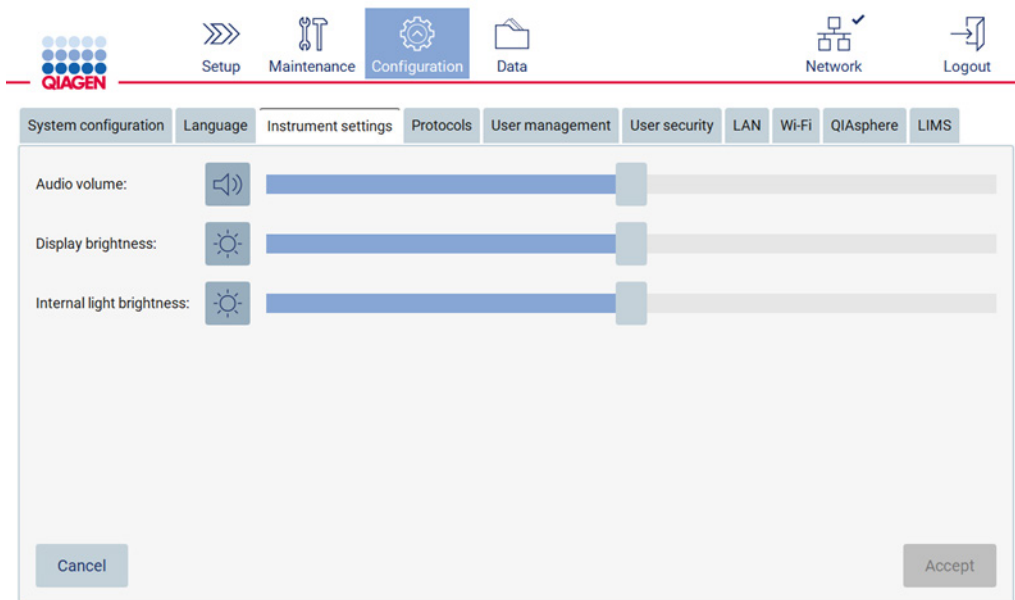 QIAGEN
Setup
Maintenance
Configuration
Data
Network
Logout
System configuration
Language
Instrument settings
Protocols
User management
User security
LAN
Wi-Fi
QIAsphere
LIMS
Audio volume:
Display brightness:
Internal light brightness:
Cancel
Accept